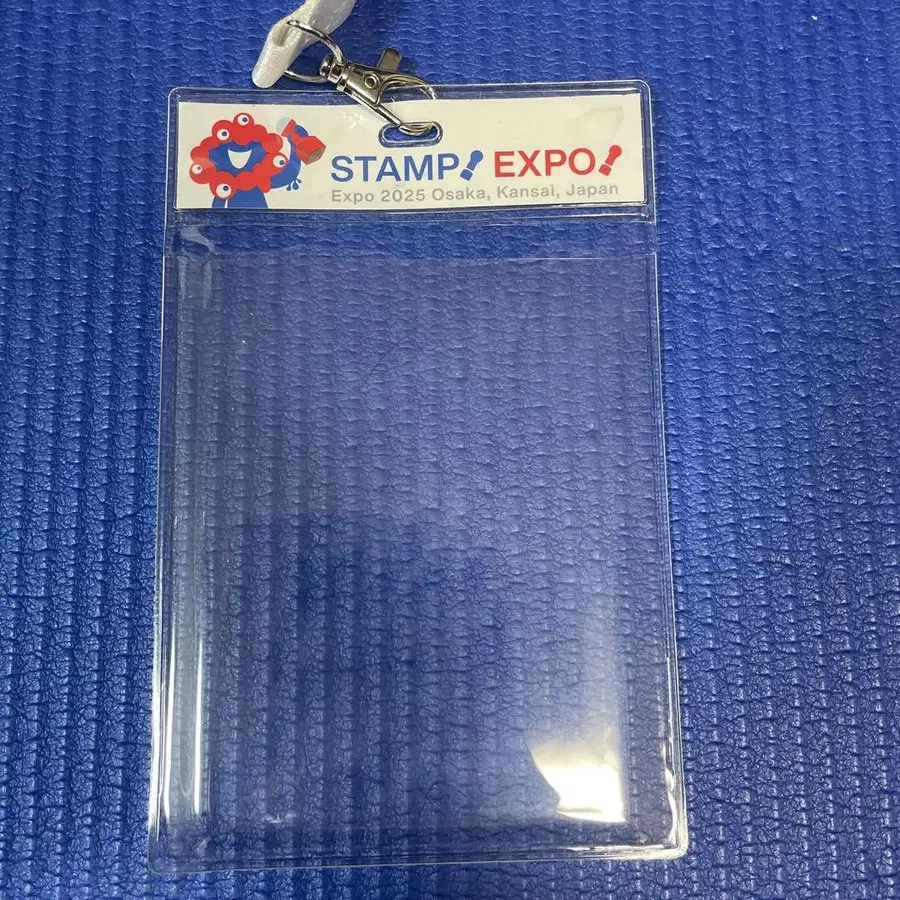 STAMP! EXPO!
Expo 2025 Osaka, Kansai, Japan